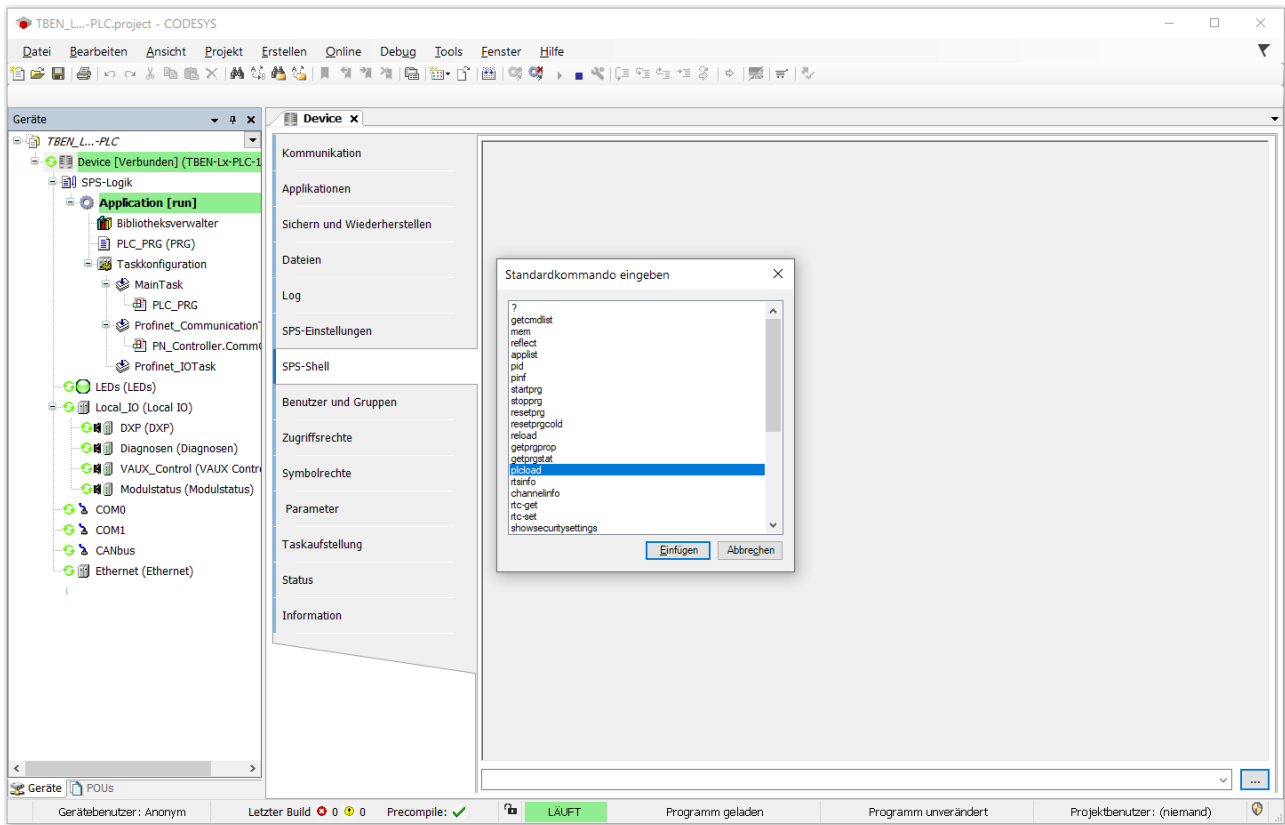 TBEN_L...-PLC.project - CODESYS
Datei Bearbeiten Ansicht Projekt Erstellen Online Debug Tools Fenster Hilfe
Geräte
TBEN_L...-PLC
Device [Verbunden] (TBEN-Lx-PLC-1
SPS-Logik
Application [run]
Bibliotheksverwalter
PLC_PRG (PRG)
Taskkonfiguration
MainTask
PLC_PRG
Profinet_CommunicationT
PN_Controller.CommC
Profinet_IOTask
LEDs (LEDs)
Local_IO (Local IO)
DXP (DXP)
Diagnosen (Diagnosen)
VAUX_Control (VAUX Contr
Modulstatus (Modulstatus)
COM0
COM1
CANbus
Ethernet (Ethernet)
Geräte POUs
Device
Kommunikation
Applikationen
Sichern und Wiederherstellen
Dateien
Log
SPS-Einstellungen
SPS-Shell
Benutzer und Gruppen
Zugriffsrechte
Symbolrechte
Parameter
Taskaufstellung
Status
Information
Standardkommando eingeben
?
getcmdlist
mem
reflect
applist
pid
pinf
startprg
stopprg
resetprg
resetprgcold
reload
getprgprop
getprgstat
plcload
rtsinfo
channelinfo
rtc-get
rtc-set
showsecuritysettings
Einfügen Abbrechen
...
Gerätebenutzer: Anonym Letzter Build 0 0 Precompile: LÄUFT Programm geladen Programm unverändert Projektbenutzer: (niemand)